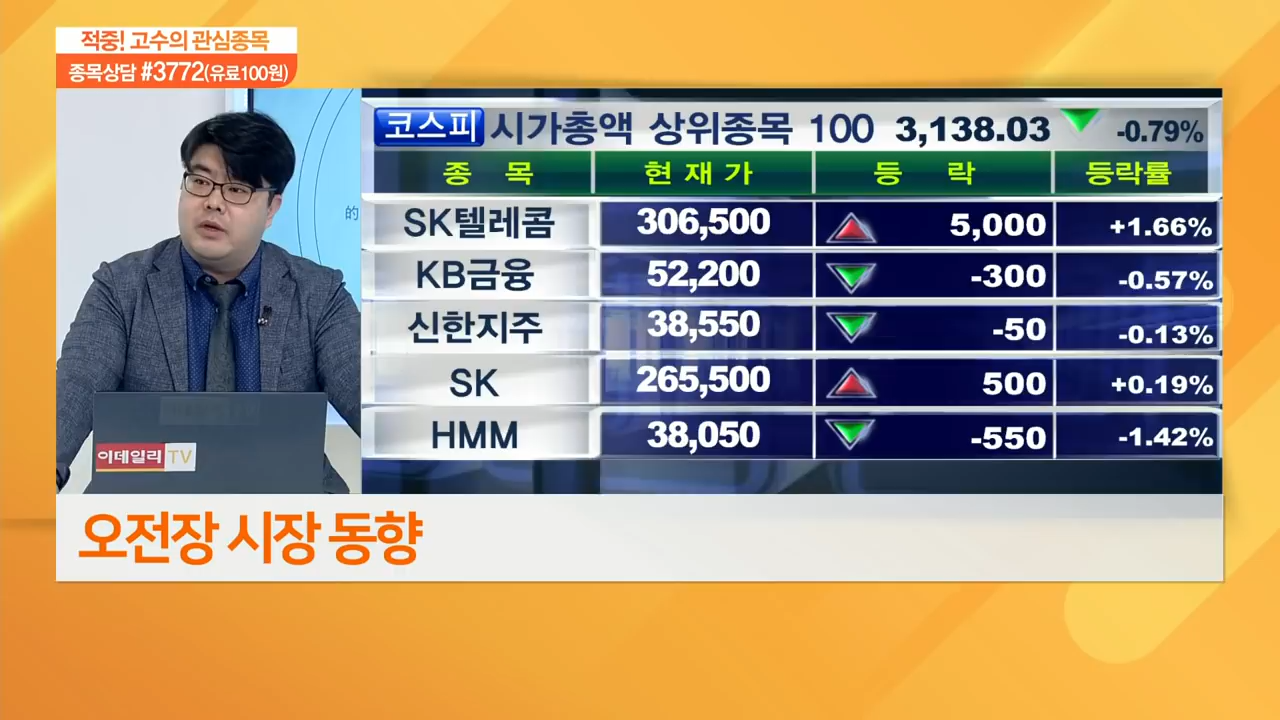 적중! 고수의 관심종목
종목상담 #3772(유료100원)
的
코스피 시가총액 상위종목 100 3,138.03 -0.79%
종 목 현 재 가 등 락 등락률
SK텔레콤 306,500 5,000 +1.66%
KB금융 52,200 -300 -0.57%
신한지주 38,550 -50 -0.13%
SK 265,500 500 +0.19%
HMM 38,050 -550 -1.42%
이데일리TV
오전장 시장 동향